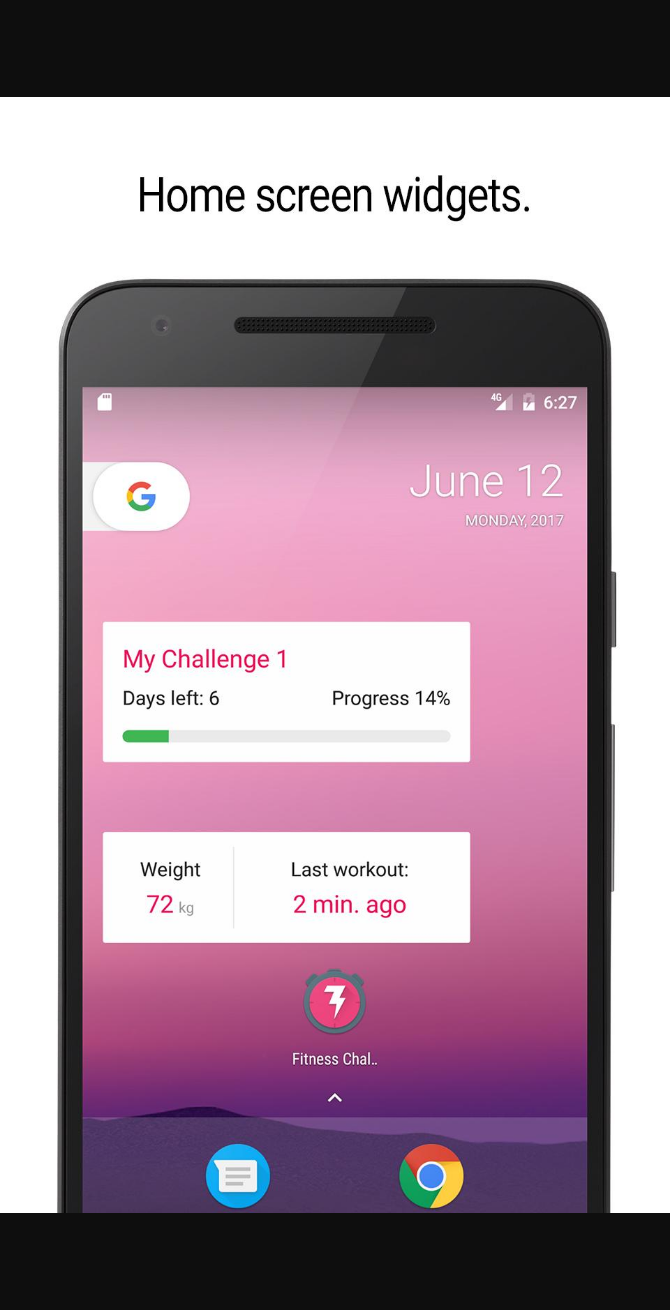 Home screen widgets.
4G 6:27
G
June 12
MONDAY, 2017
My Challenge 1
Days left: 6 Progress 14%
Weight Last workout:
72 kg 2 min. ago
Fitness Chal..